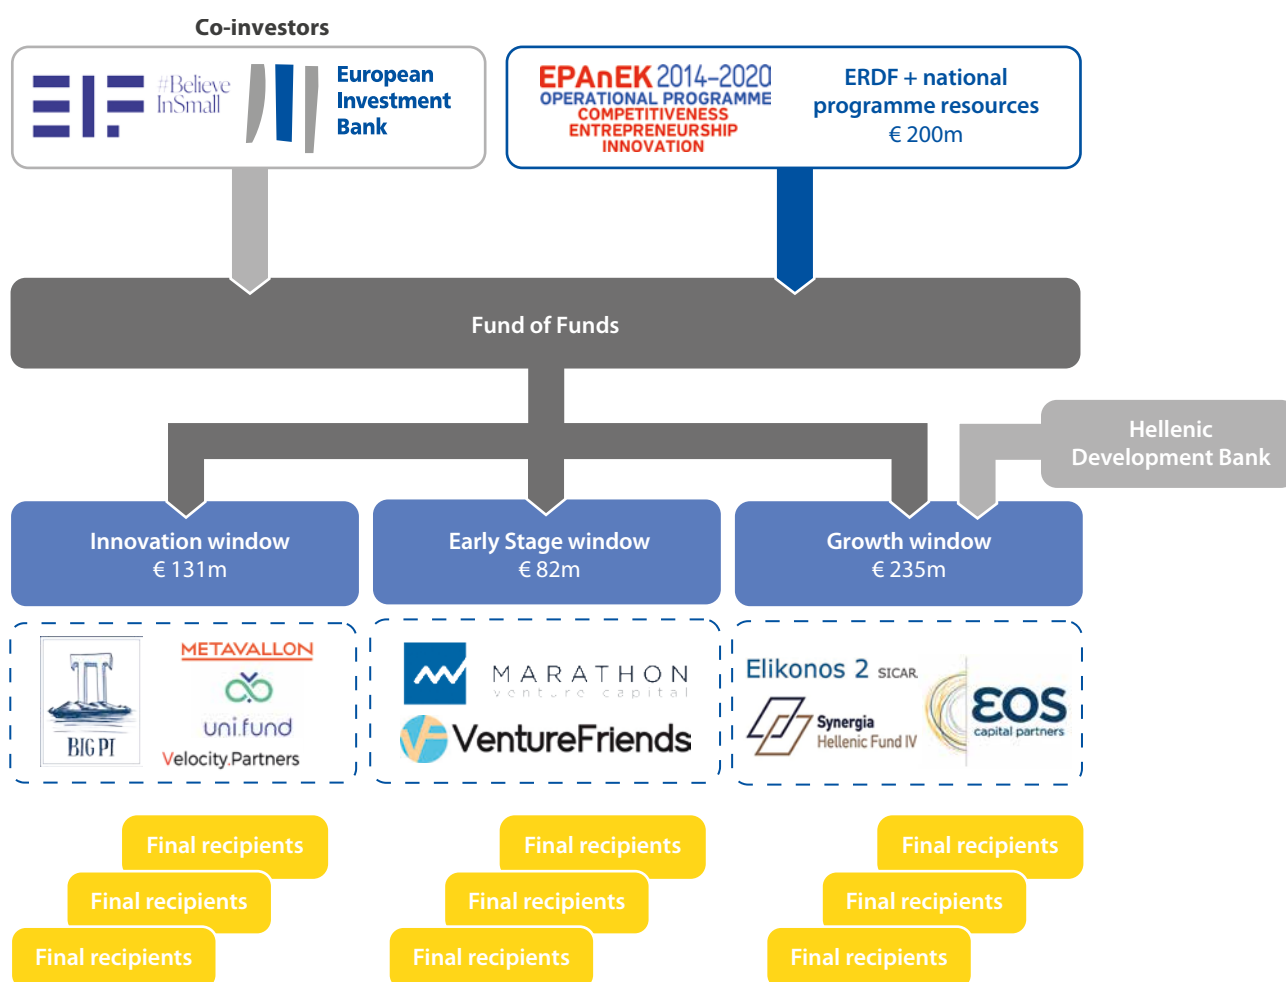 Co-investors
EIF
#Believe
InSmall
European
Investment
Bank
EPAnEK 2014–2020
OPERATIONAL PROGRAMME
COMPETITIVENESS
ENTREPRENEURSHIP
INNOVATION
ERDF + national
programme resources
€ 200m
Fund of Funds
Hellenic
Development Bank
Innovation window
€ 131m
Early Stage window
€ 82m
Growth window
€ 235m
BIG PI
METAVALLON
uni.fund
Velocity.Partners
MARATHON
venture capital
VF VentureFriends
Elikonos 2 SICAR
Synergia
Hellenic Fund IV
EOS
capital partners
Final recipients
Final recipients
Final recipients
Final recipients
Final recipients
Final recipients
Final recipients
Final recipients
Final recipients